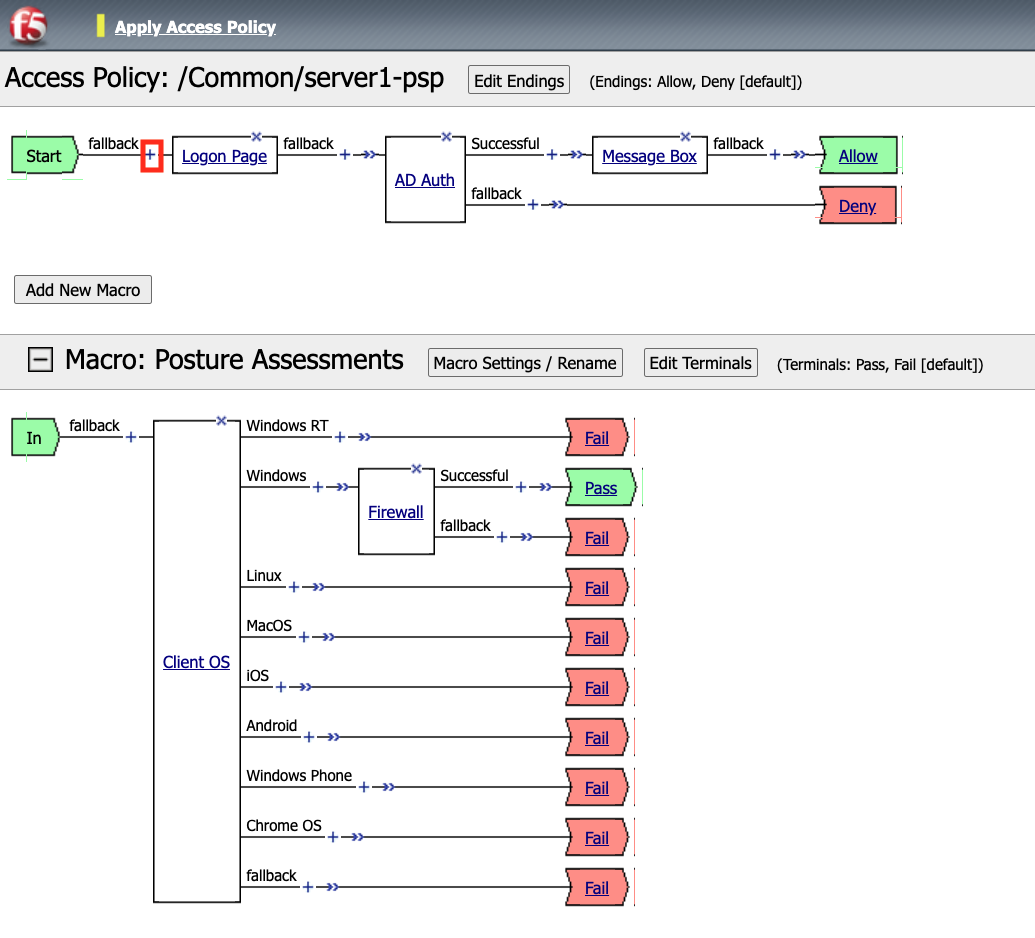 f5
Apply Access Policy
Access Policy: /Common/server1-psp Edit Endings (Endings: Allow, Deny [default])
Start fallback + Logon Page fallback + AD Auth Successful + Message Box fallback + Allow
fallback + Deny
Add New Macro
Macro: Posture Assessments Macro Settings / Rename Edit Terminals (Terminals: Pass, Fail [default])
In fallback + Client OS
Windows RT + Fail
Windows + Firewall Successful + Pass
fallback + Fail
Linux + Fail
MacOS + Fail
iOS + Fail
Android + Fail
Windows Phone + Fail
Chrome OS + Fail
fallback + Fail